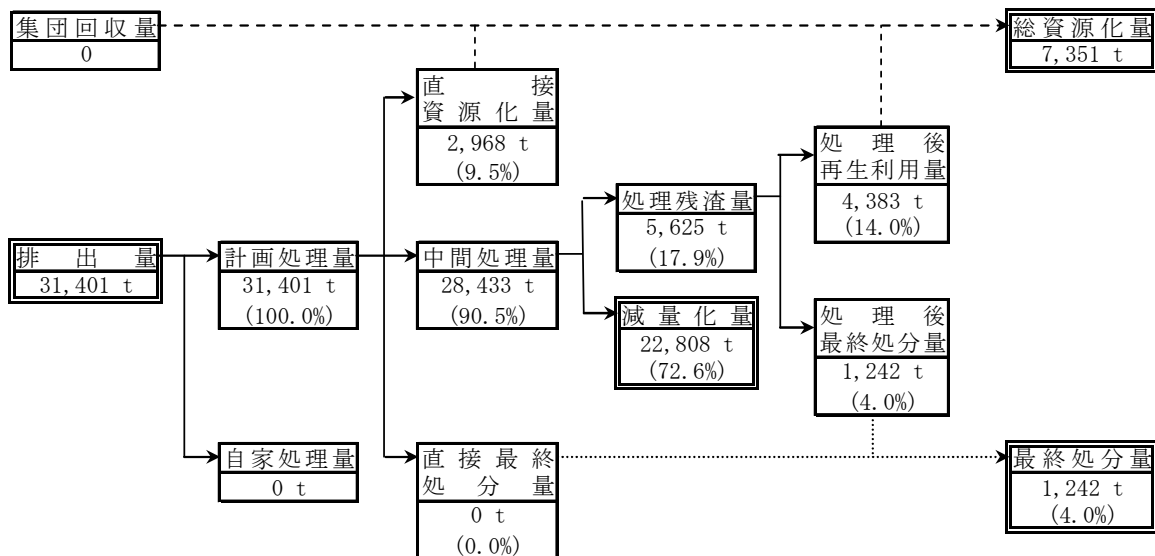 集団回収量
0
総資源化量
7,351 t
直接
資源化量
2,968 t
(9.5%)
処理後
再生利用量
4,383 t
(14.0%)
処理残渣量
5,625 t
(17.9%)
排出量
31,401 t
計画処理量
31,401 t
(100.0%)
中間処理量
28,433 t
(90.5%)
減量化量
22,808 t
(72.6%)
処理後
最終処分量
1,242 t
(4.0%)
自家処理量
0 t
直接最終
処分量
0 t
(0.0%)
最終処分量
1,242 t
(4.0%)